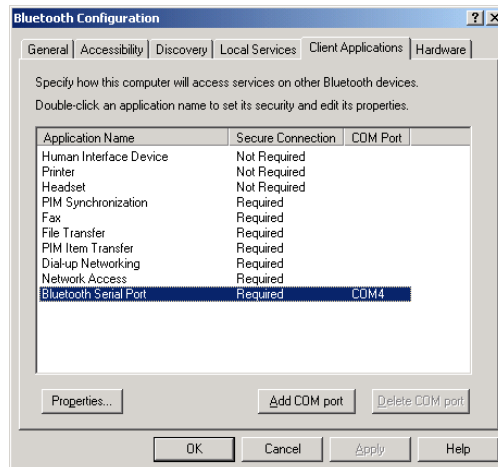 Bluetooth Configuration
General Accessibility Discovery Local Services Client Applications Hardware
Specify how this computer will access services on other Bluetooth devices.
Double-click an application name to set its security and edit its properties.
Application Name Secure Connection COM Port
Human Interface Device Not Required
Printer Not Required
Headset Not Required
PIM Synchronization Required
Fax Required
File Transfer Required
PIM Item Transfer Required
Dial-up Networking Required
Network Access Required
Bluetooth Serial Port Required COM4
Properties... Add COM port Delete COM port
OK Cancel Apply Help